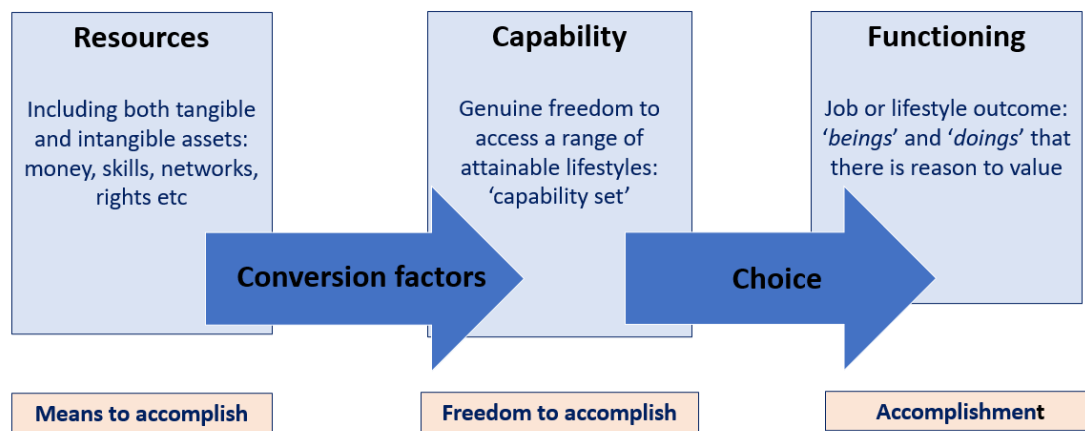 Resources
Including both tangible
and intangible assets:
money, skills, networks,
rights etc
Conversion factors
Capability
Genuine freedom to
access a range of
attainable lifestyles:
‘capability set’
Choice
Functioning
Job or lifestyle outcome:
‘beings’ and ‘doings’ that
there is reason to value
Means to accomplish
Freedom to accomplish
Accomplishment